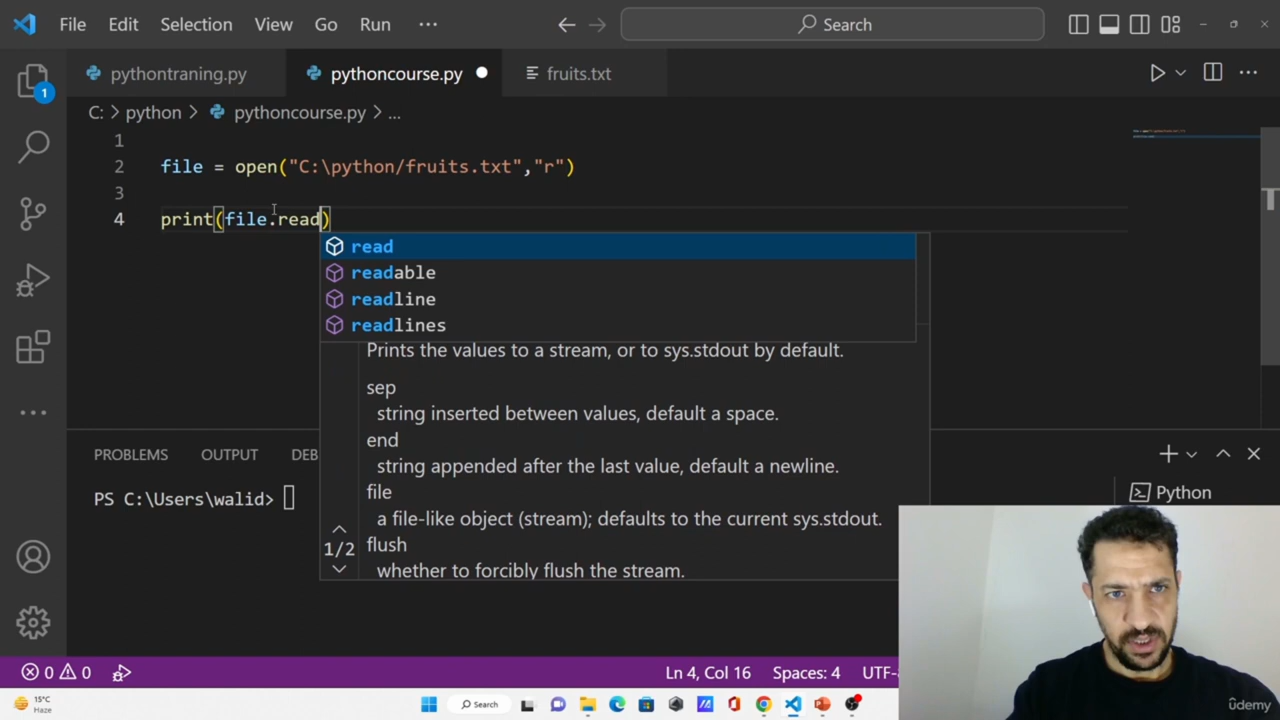 File Edit Selection View Go Run ···
Search
pythontraning.py pythoncourse.py fruits.txt
1
C: > python > pythoncourse.py > ...
1
2 file = open("C:\python/fruits.txt","r")
3
4 print(file.read)
read
readable
readline
readlines
Prints the values to a stream, or to sys.stdout by default.
sep
string inserted between values, default a space.
end
string appended after the last value, default a newline.
file
a file-like object (stream); defaults to the current sys.stdout.
1/2
flush
whether to forcibly flush the stream.
PROBLEMS OUTPUT DEB
PS C:\Users\walid>
Python
0 0 Ln 4, Col 16 Spaces: 4 UTF-
15°C
Haze
Search
udemy